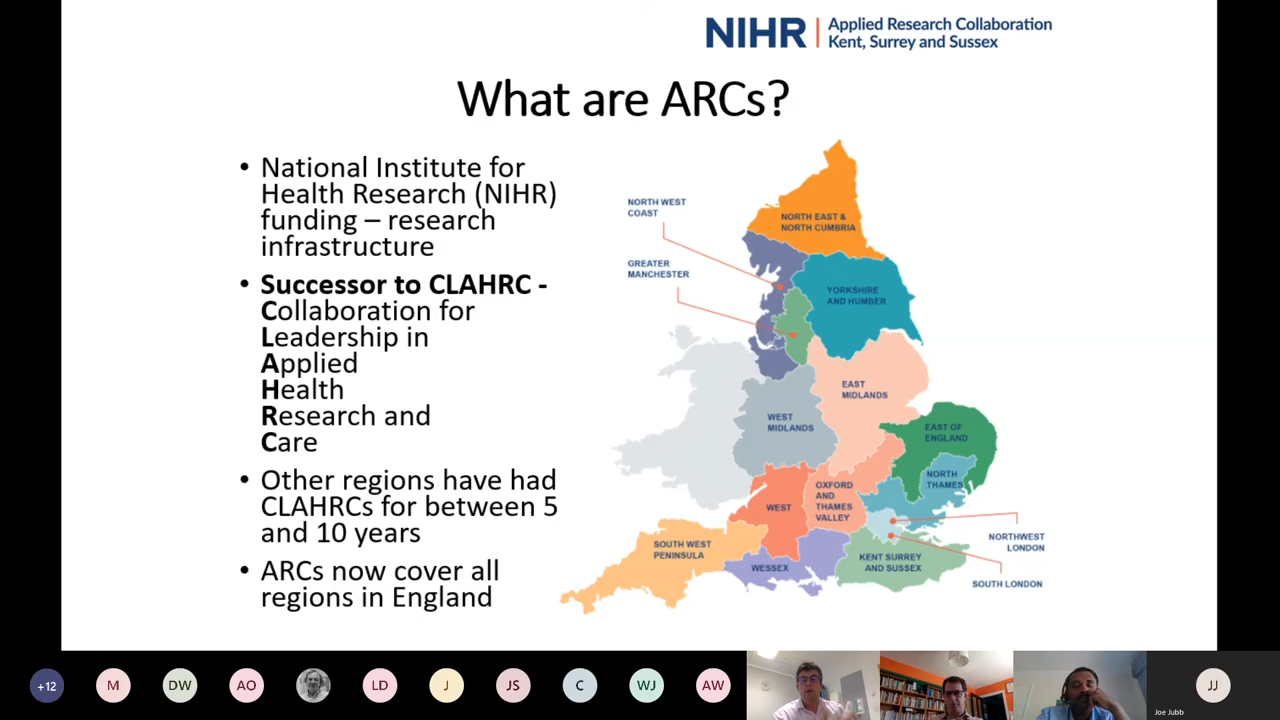 NIHR | Applied Research Collaboration
Kent, Surrey and Sussex
What are ARCs?
• National Institute for
Health Research (NIHR)
funding – research
infrastructure
• Successor to CLAHRC -
Collaboration for
Leadership in
Applied
Health
Research and
Care
• Other regions have had
CLAHRCs for between 5
and 10 years
• ARCs now cover all
regions in England
NORTH WEST
COAST
GREATER
MANCHESTER
NORTH EAST &
NORTH CUMBRIA
YORKSHIRE
AND HUMBER
EAST
MIDLANDS
WEST
MIDLANDS
EAST OF
ENGLAND
NORTH
THAMES
OXFORD
AND
THAMES
VALLEY
WEST
SOUTH WEST
PENINSULA
WESSEX
KENT SURREY
AND SUSSEX
NORTHWEST
LONDON
SOUTH LONDON
+12
M
DW
AO
LD
J
JS
C
WJ
AW
JJ
Joe Jubb